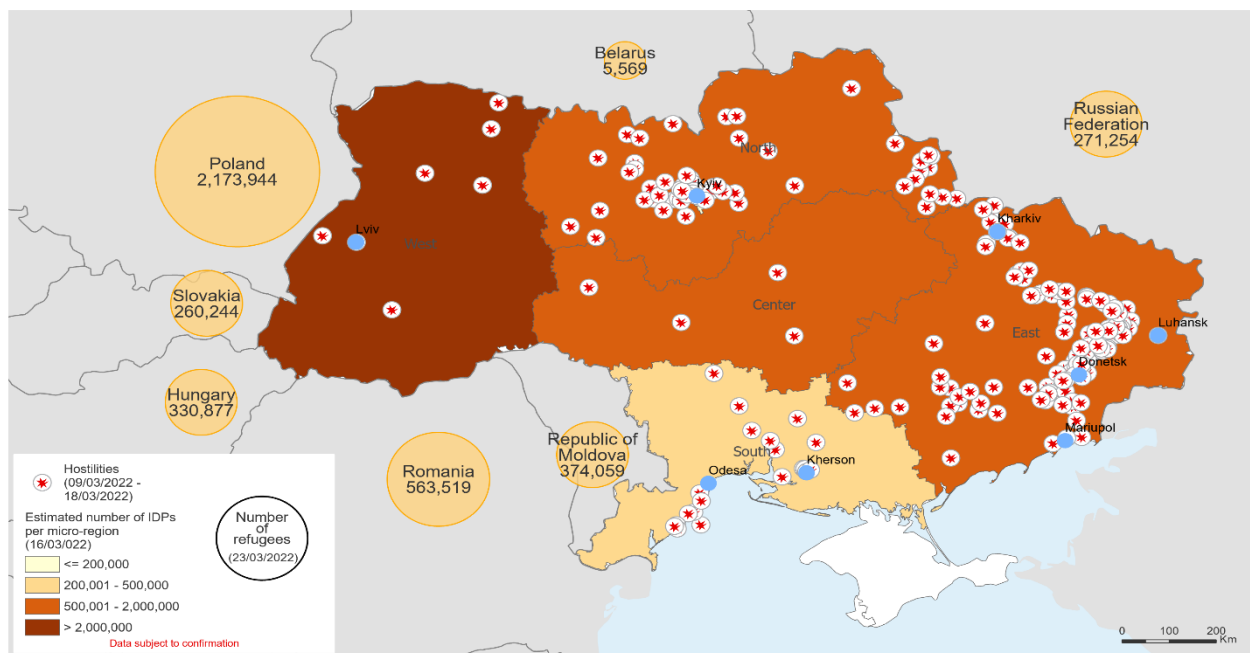 Belarus
5,569
Russian
Federation
271,254
Poland
2,173,944
North
Kyiv
Kharkiv
Lviv
West
Slovakia
260,244
Center
East
Luhansk
Donetsk
Hungary
330,877
Republic of
Moldova
374,059
Mariupol
South
Kherson
Odesa
Romania
563,519
Hostilities
(09/03/2022 -
18/03/2022)
Estimated number of IDPs
per micro-region
(16/03/022)
<= 200,000
200,001 - 500,000
500,001 - 2,000,000
> 2,000,000
Data subject to confirmation
Number
of
refugees
(23/03/2022)
0 100 200
Km